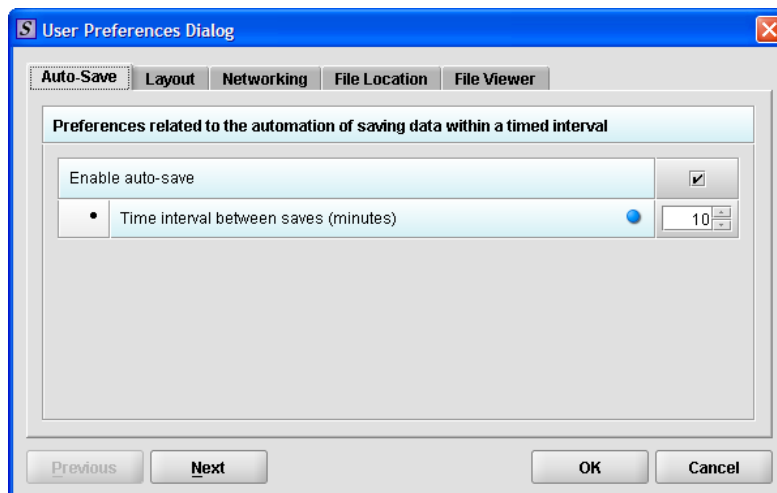 S User Preferences Dialog
Auto-Save Layout Networking File Location File Viewer
Preferences related to the automation of saving data within a timed interval
Enable auto-save
• Time interval between saves (minutes) 10
Previous Next OK Cancel